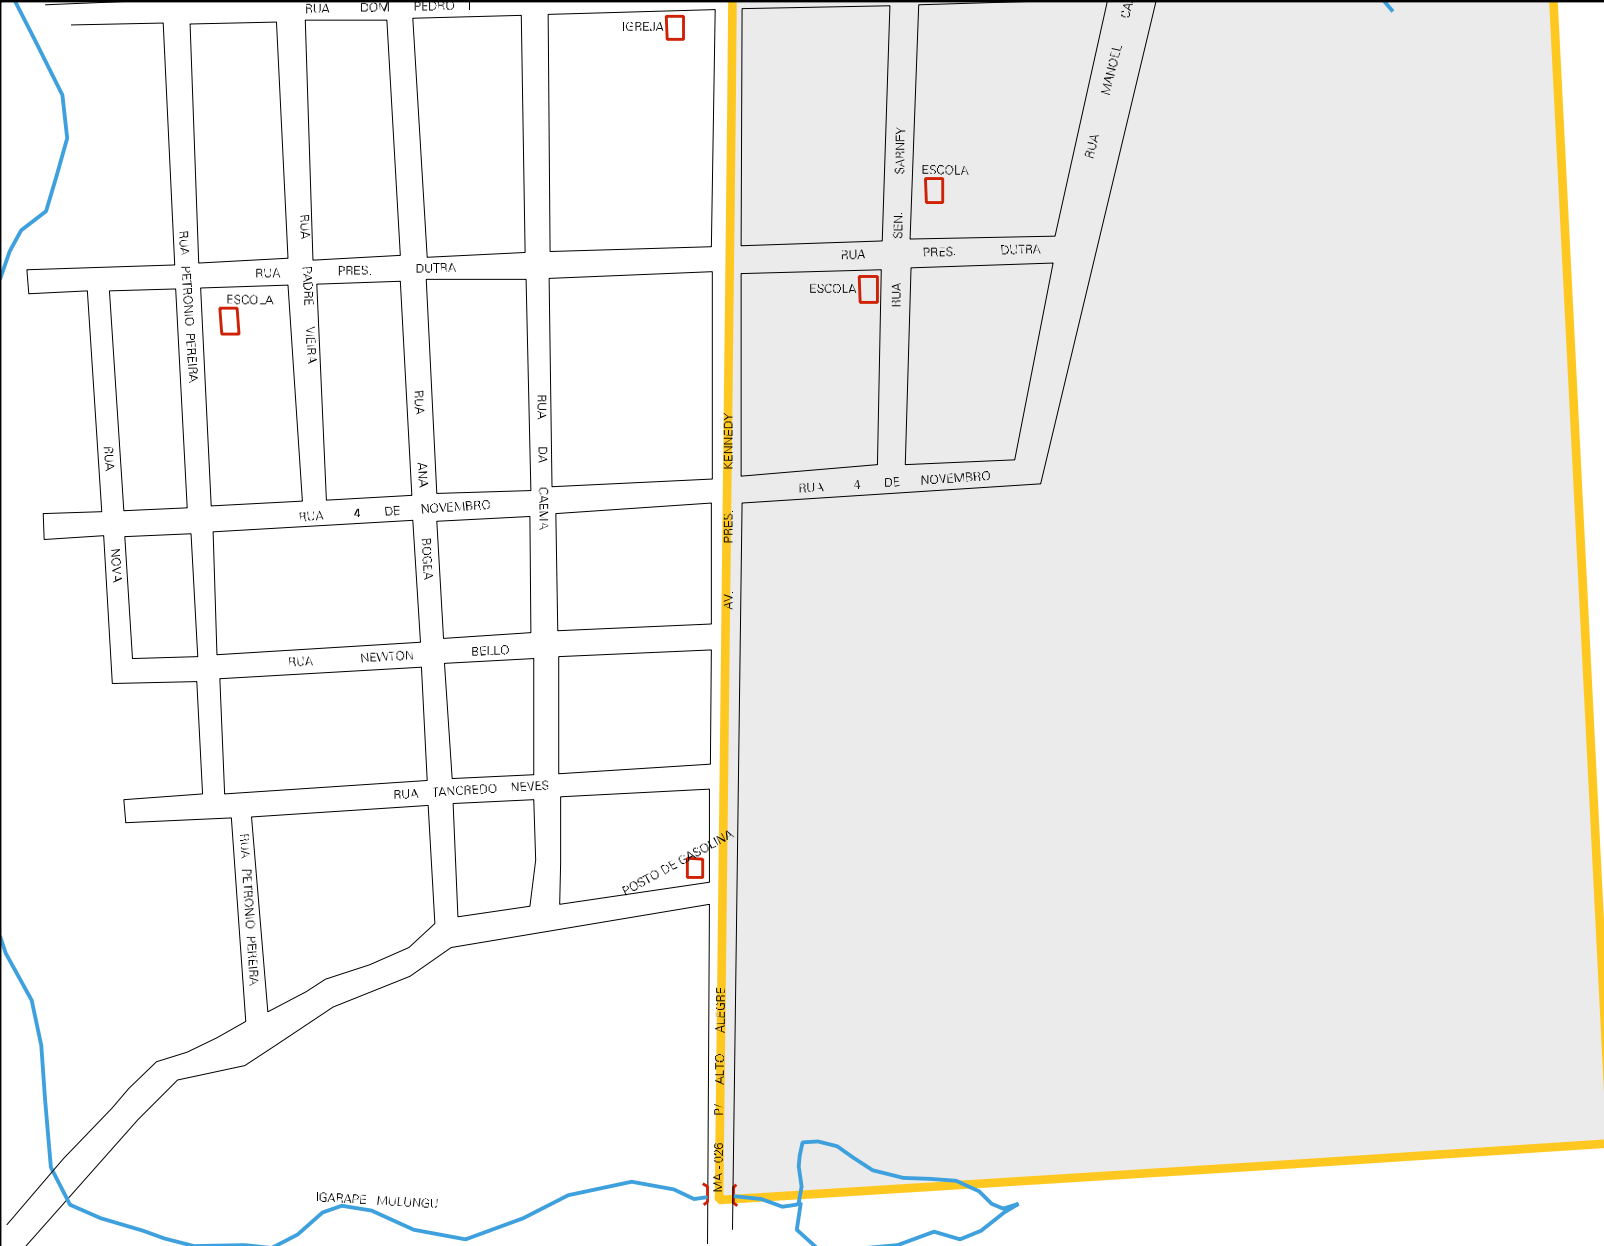 RUA DOM PEDRO I
IGREJA
RUA MANOEL CA
RUA SEN. SARNEY
ESCOLA
RUA PRES. DUTRA
RUA PRES. DUTRA
ESCOLA
ESCOLA
RUA PETRONIO PEREIRA
RUA PADRE VIEIRA
RUA ANA BOGEA
RUA DA CAEMA
RUA NOVA
AV. PRES. KENNEDY
RUA 4 DE NOVEMBRO
RUA 4 DE NOVEMBRO
RUA NEWTON BELLO
RUA TANCREDO NEVES
POSTO DE GASOLINA
RUA PETRONIO PEREIRA
MA - 026 P/ ALTO ALEGRE
IGARAPE MULUNGU